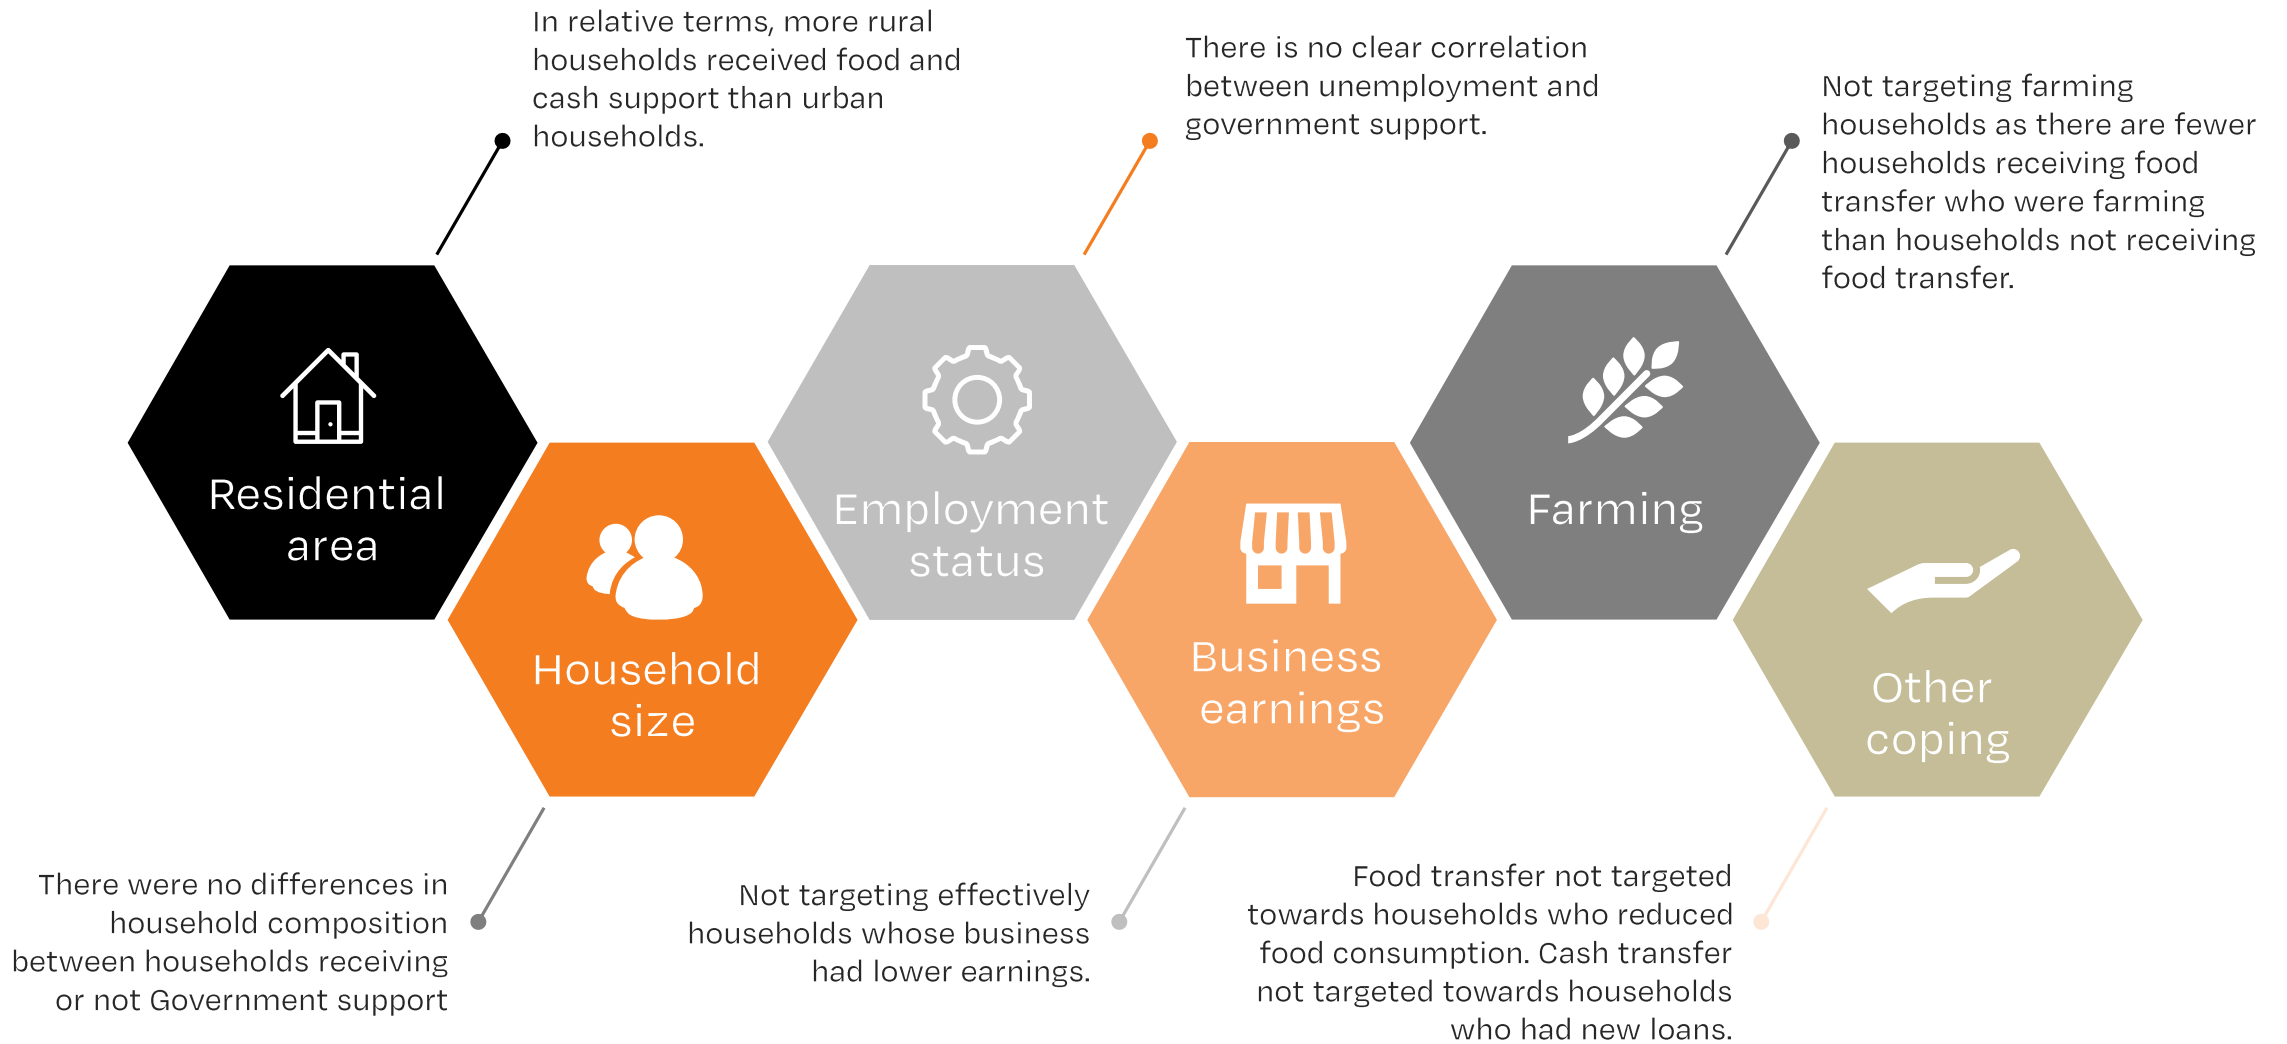 In relative terms, more rural
households received food and
cash support than urban
households.
There is no clear correlation
between unemployment and
government support.
Not targeting farming
households as there are fewer
households receiving food
transfer who were farming
than households not receiving
food transfer.
Residential
area
Household
size
Employment
status
Business
earnings
Farming
Other
coping
There were no differences in
household composition
between households receiving
or not Government support
Not targeting effectively
households whose business
had lower earnings.
Food transfer not targeted
towards households who reduced
food consumption. Cash transfer
not targeted towards households
who had new loans.